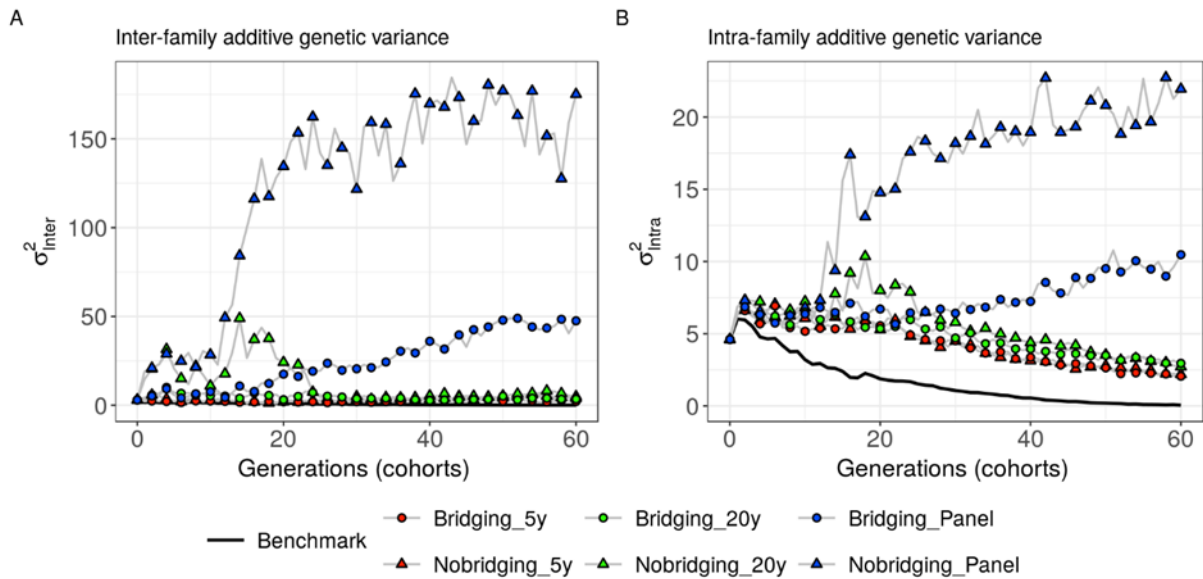 A
Inter-family additive genetic variance
σ²Inter
150
100
50
0
0 20 40 60
Generations (cohorts)
B
Intra-family additive genetic variance
σ²Intra
20
15
10
5
0
0 20 40 60
Generations (cohorts)
Benchmark
Bridging_5y Bridging_20y Bridging_Panel
Nobridging_5y Nobridging_20y Nobridging_Panel